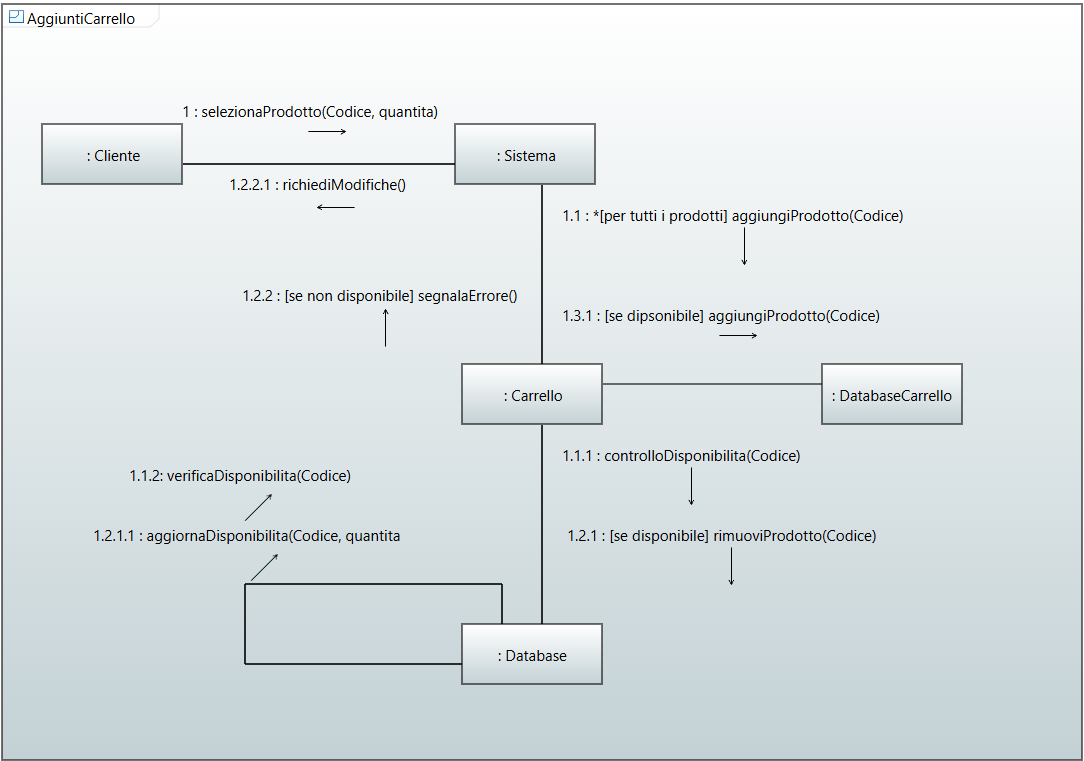 AggiuntiCarrello
1 : selezionaProdotto(Codice, quantita)
: Cliente
: Sistema
1.2.2.1 : richiediModifiche()
1.1 : *[per tutti i prodotti] aggiungiProdotto(Codice)
1.2.2 : [se non disponibile] segnalaErrore()
1.3.1 : [se dipsonibile] aggiungiProdotto(Codice)
: Carrello
: DatabaseCarrello
1.1.1 : controlloDisponibilita(Codice)
1.1.2: verificaDisponibilita(Codice)
1.2.1.1 : aggiornaDisponibilita(Codice, quantita
1.2.1 : [se disponibile] rimuoviProdotto(Codice)
: Database